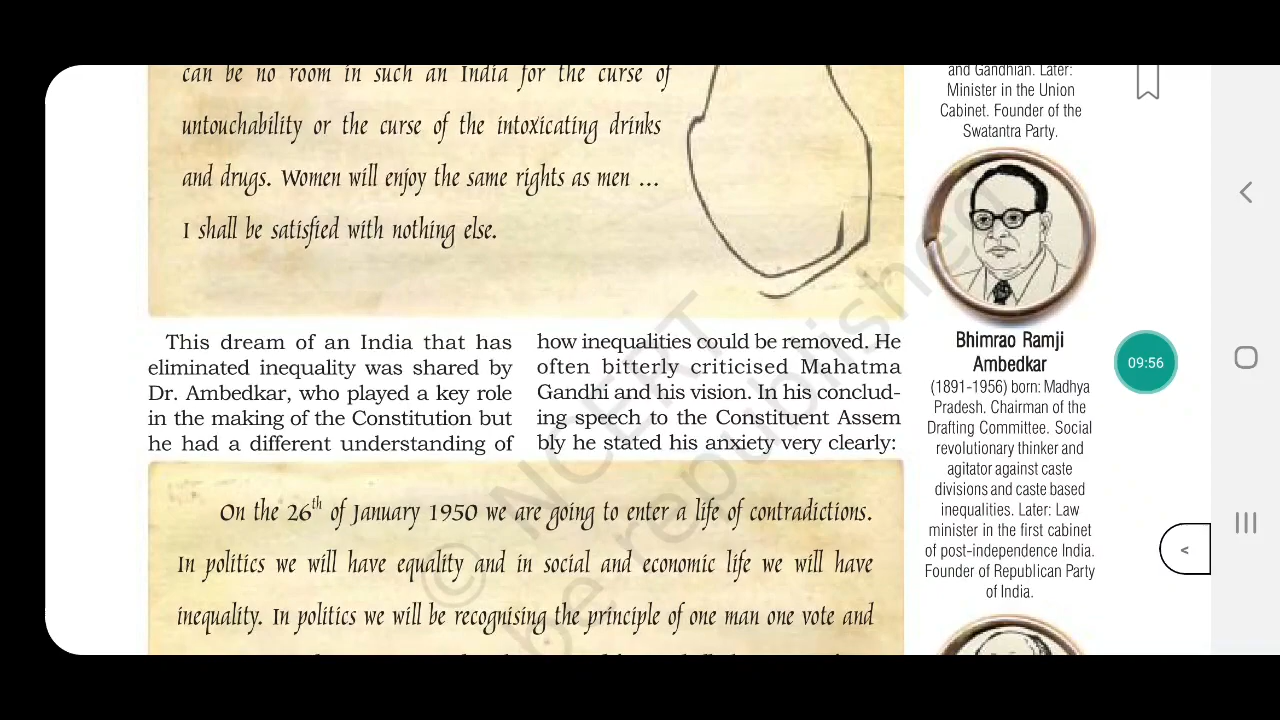 can be no room in such an India for the curse of
untouchability or the curse of the intoxicating drinks
and drugs. Women will enjoy the same rights as men ...
I shall be satisfied with nothing else.
This dream of an India that has
eliminated inequality was shared by
Dr. Ambedkar, who played a key role
in the making of the Constitution but
he had a different understanding of
how inequalities could be removed. He
often bitterly criticised Mahatma
Gandhi and his vision. In his conclud-
ing speech to the Constituent Assem
bly he stated his anxiety very clearly:
On the 26th of January 1950 we are going to enter a life of contradictions.
In politics we will have equality and in social and economic life we will have
inequality. In politics we will be recognising the principle of one man one vote and
and Gandhian. Later:
Minister in the Union
Cabinet. Founder of the
Swatantra Party.
Bhimrao Ramji
Ambedkar
(1891-1956) born: Madhya
Pradesh. Chairman of the
Drafting Committee. Social
revolutionary thinker and
agitator against caste
divisions and caste based
inequalities. Later: Law
minister in the first cabinet
of post-independence India.
Founder of Republican Party
of India.
09:56
© NCERT
be republished